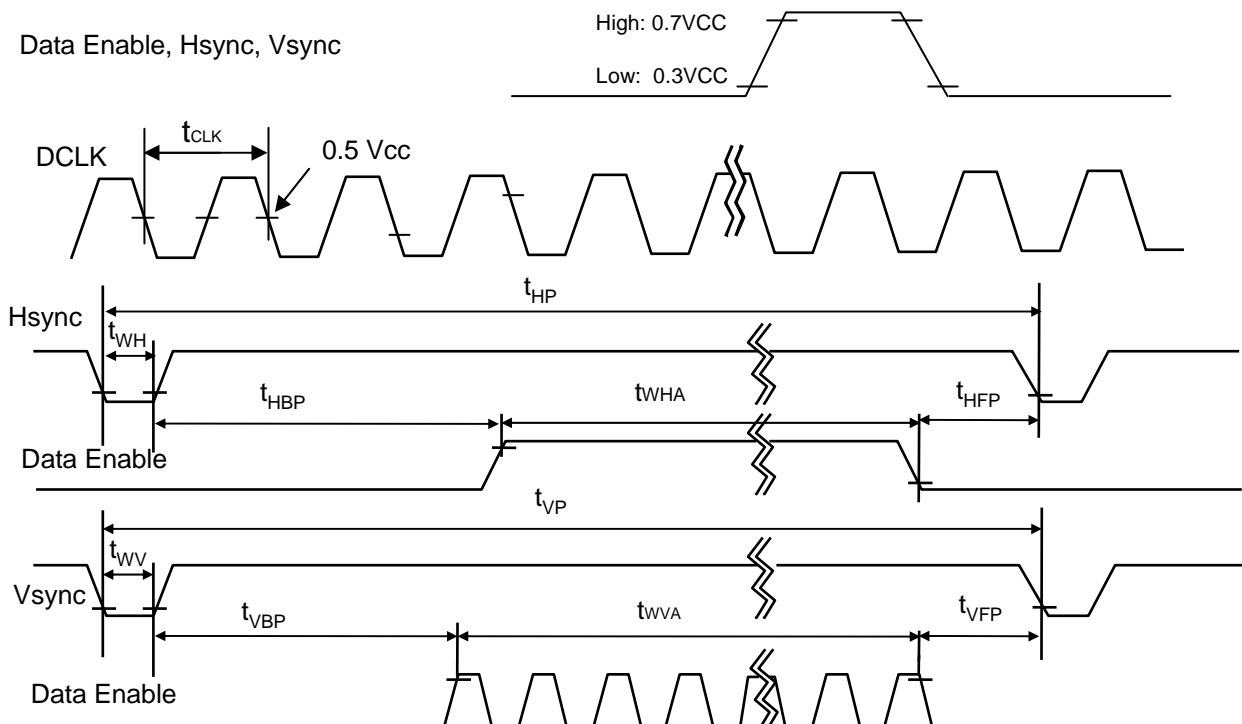 High: 0.7VCC
Data Enable, Hsync, Vsync
Low: 0.3VCC
tCLK
DCLK
0.5 Vcc
tHP
Hsync
tWH
tHBP
tWHA
tHFP
Data Enable
tVP
tWV
Vsync
tVBP
tWVA
tVFP
Data Enable